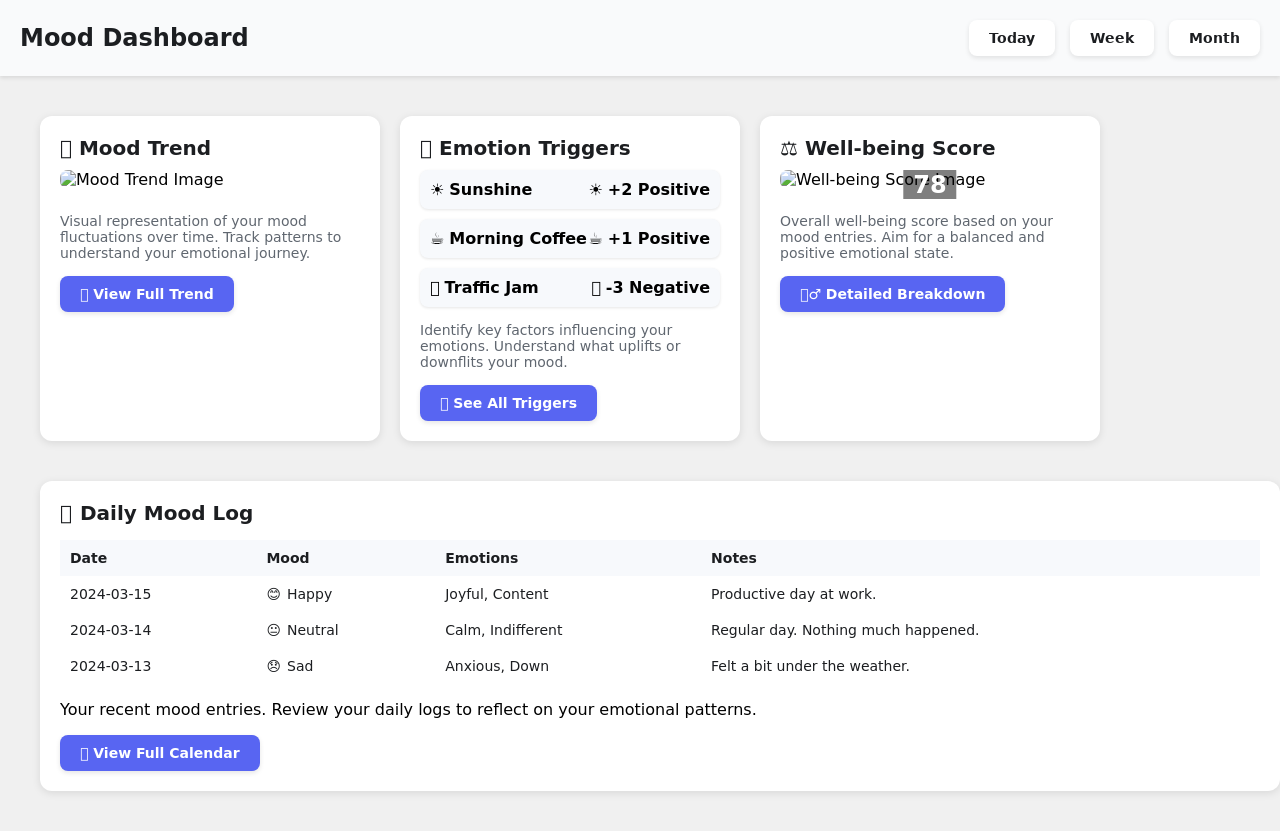 Mood Dashboard
Today
Week
Month
Mood Trend
Mood Trend Image
Visual representation of your mood
fluctuations over time. Track patterns to
understand your emotional journey.
View Full Trend
Emotion Triggers
☀ Sunshine ☀ +2 Positive
☕ Morning Coffee ☕ +1 Positive
Traffic Jam -3 Negative
Identify key factors influencing your
emotions. Understand what uplifts or
downflits your mood.
See All Triggers
⚖ Well-being Score
Well-being Score Image
78
Overall well-being score based on your
mood entries. Aim for a balanced and
positive emotional state.
♂ Detailed Breakdown
Daily Mood Log
Date Mood Emotions Notes
2024-03-15 😊 Happy Joyful, Content Productive day at work.
2024-03-14 😐 Neutral Calm, Indifferent Regular day. Nothing much happened.
2024-03-13 😞 Sad Anxious, Down Felt a bit under the weather.
Your recent mood entries. Review your daily logs to reflect on your emotional patterns.
View Full Calendar